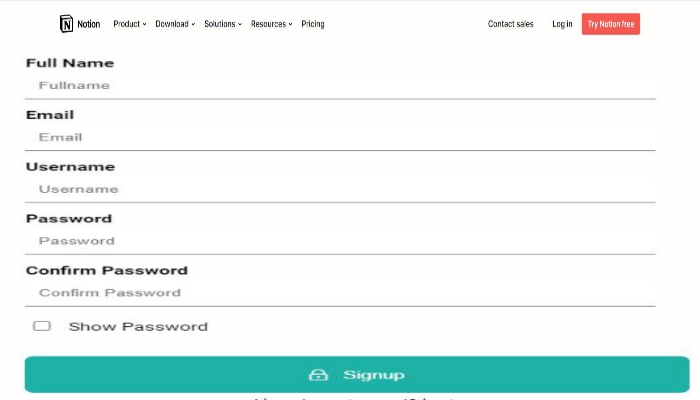 Notion Product Download Solutions Resources Pricing Contact sales Log in Try Notion free
Full Name
Fullname
Email
Email
Username
Username
Password
Password
Confirm Password
Confirm Password
Show Password
Signup